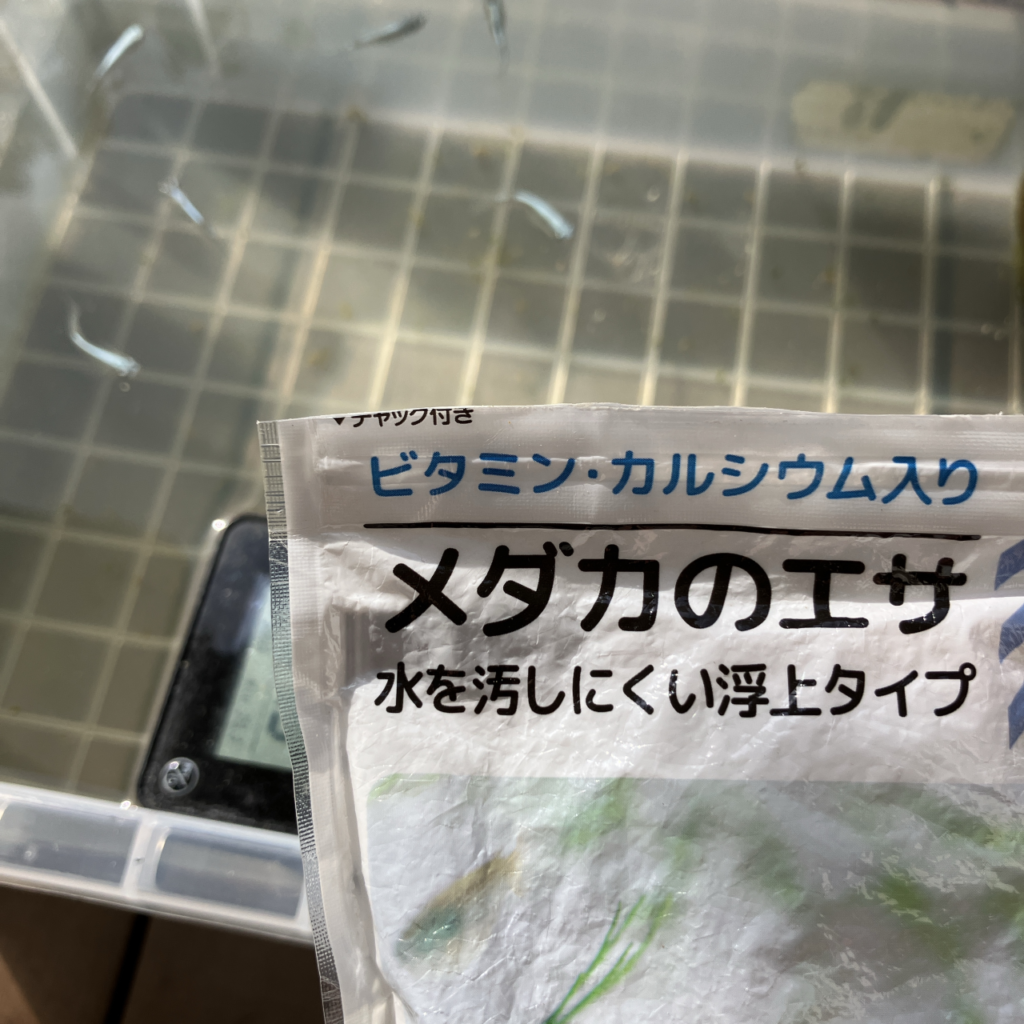 ▼チャック付き
ビタミン・カルシウム入り
メダカのエサ
水を汚しにくい浮上タイプ